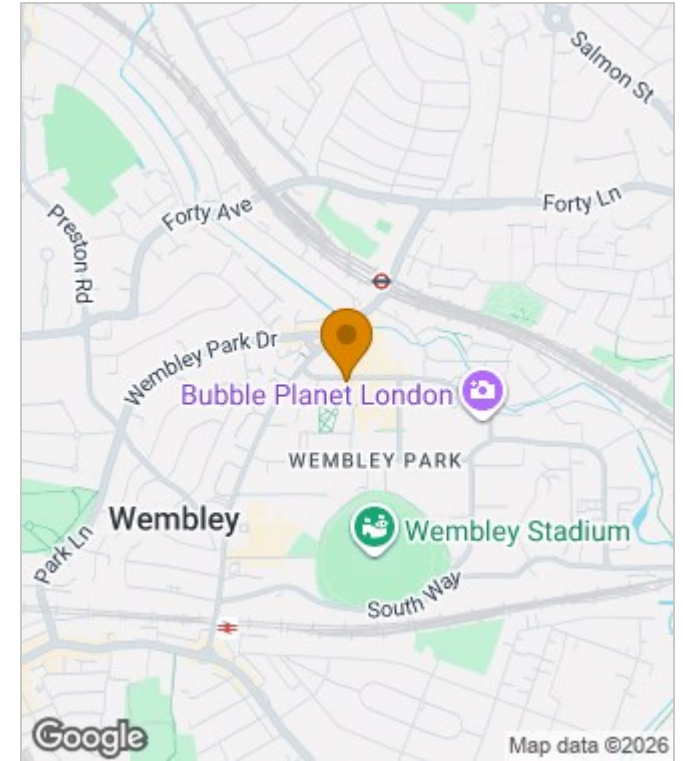 Salmon St
Forty Ave
Forty Ln
Preston Rd
Wembley Park Dr
Bubble Planet London
WEMBLEY PARK
Wembley
Wembley Stadium
Park Ln
South Way
Google
Map data ©2026